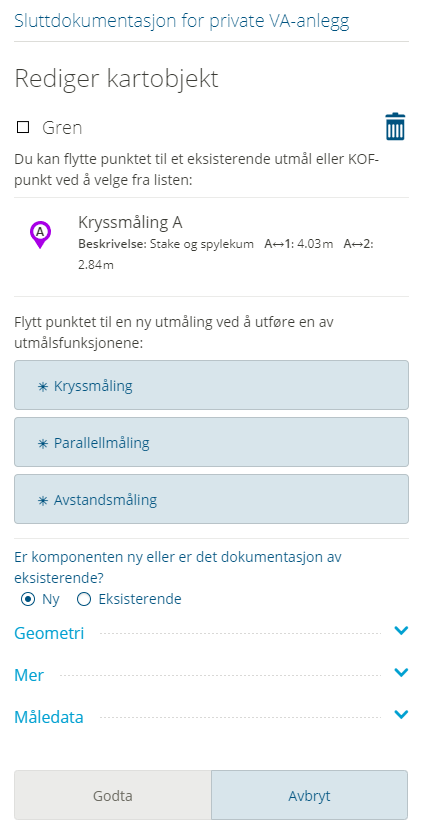 Sluttdokumentasjon for private VA-anlegg
Rediger kartobjekt
Gren
Du kan flytte punktet til et eksisterende utmål eller KOF-
punkt ved å velge fra listen:
A
Kryssmåling A
Beskrivelse: Stake og spylekum A↔1: 4.03m A↔2:
2.84m
Flytt punktet til en ny utmåling ved å utføre en av
utmålsfunksjonene:
✳ Kryssmåling
✳ Parallellmåling
✳ Avstandsmåling
Er komponenten ny eller er det dokumentasjon av
eksisterende?
Ny Eksisterende
Geometri
Mer
Måledata
Godta Avbryt